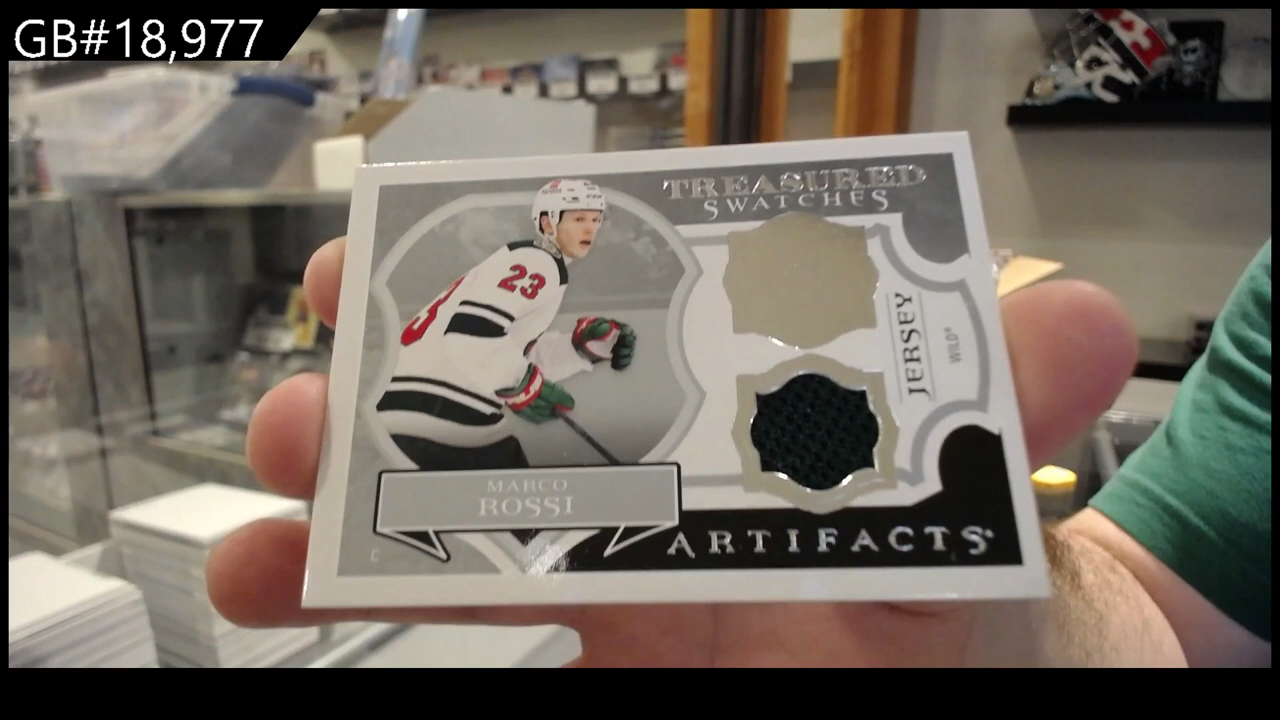 GB#18,977
TREASURED
SWATCHES
23
JERSEY
WILD®
MARCO
ROSSI
C
ARTIFACTS